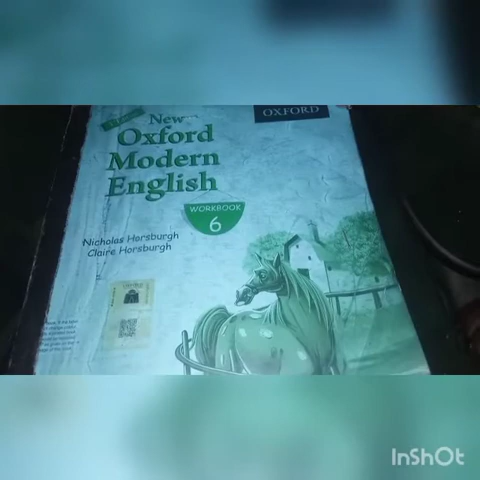 New
OXFORD
Oxford
Modern
English
WORKBOOK
6
Nicholas Horsburgh
Claire Horsburgh
InShOt